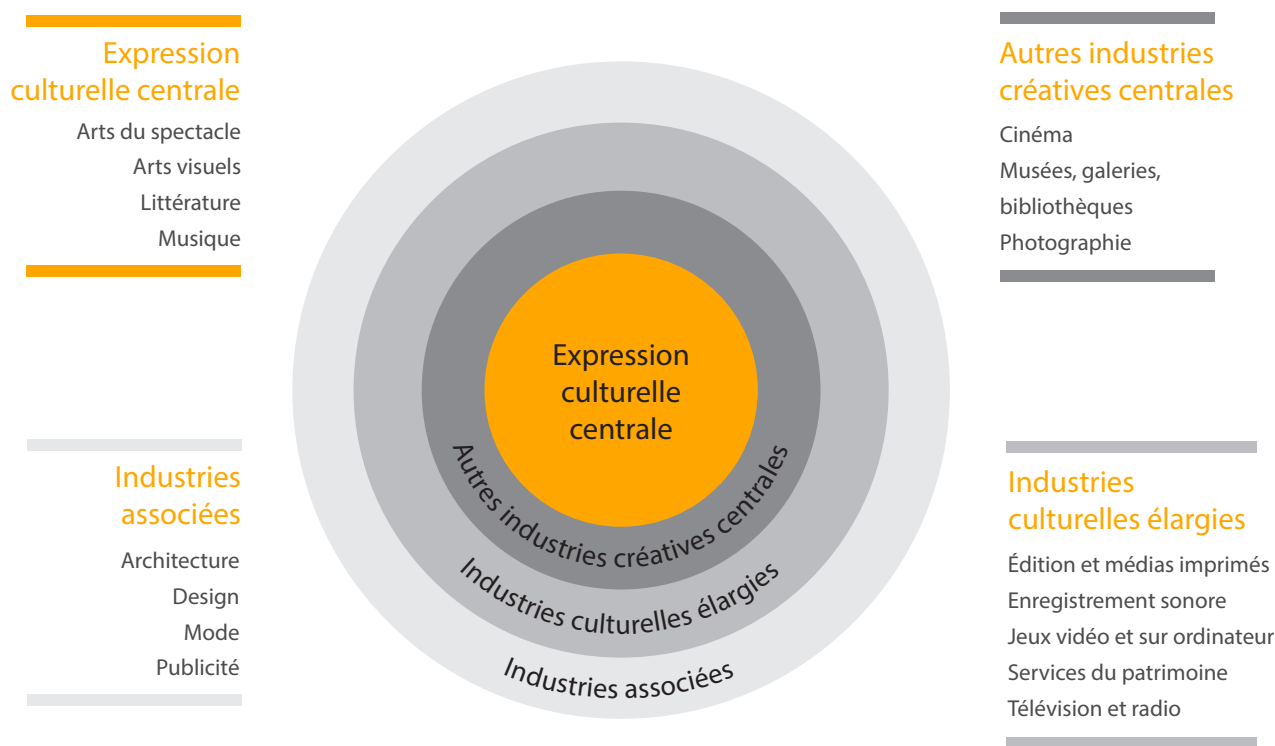 Expression
culturelle centrale
Arts du spectacle
Arts visuels
Littérature
Musique
Autres industries
créatives centrales
Cinéma
Musées, galeries,
bibliothèques
Photographie
Expression
culturelle
centrale
Autres industries créatives centrales
Industries culturelles élargies
Industries associées
Industries
associées
Architecture
Design
Mode
Publicité
Industries
culturelles élargies
Édition et médias imprimés
Enregistrement sonore
Jeux vidéo et sur ordinateur
Services du patrimoine
Télévision et radio